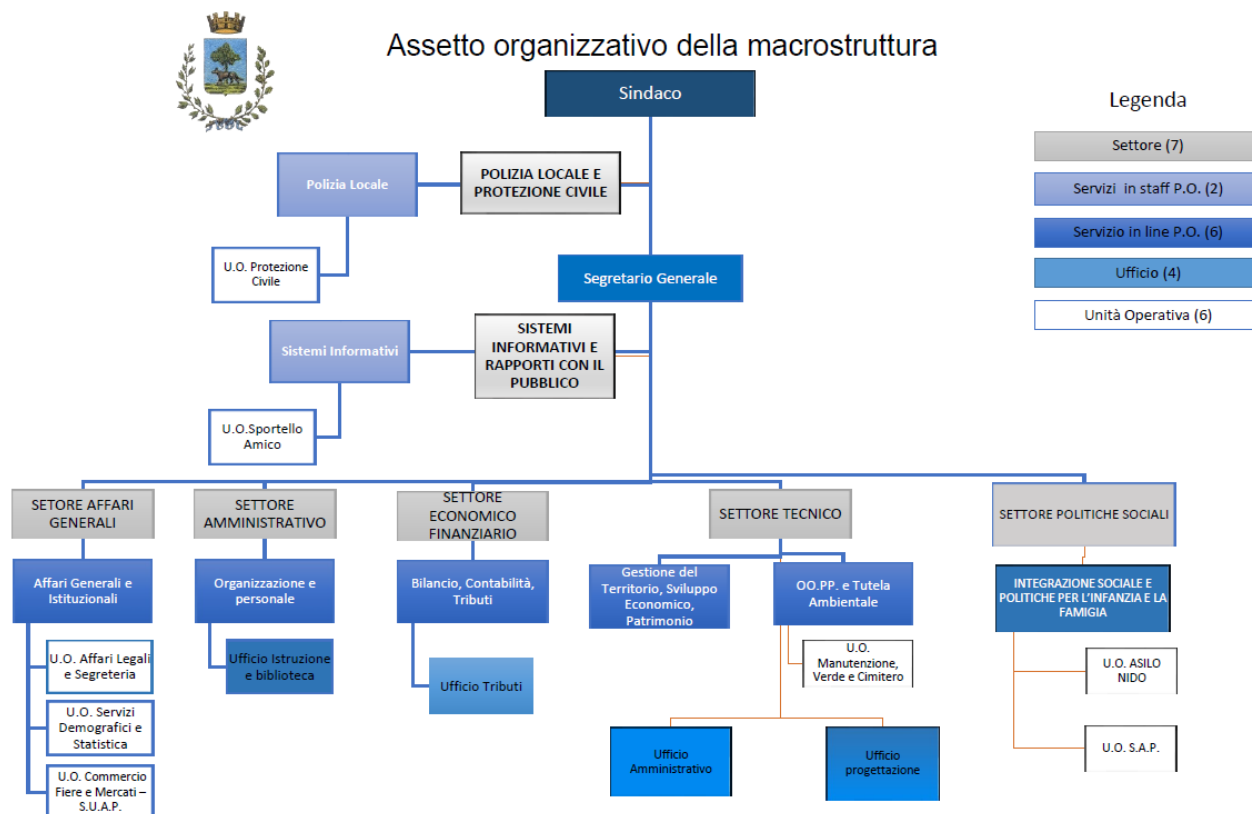 Assetto organizzativo della macrostruttura
Sindaco
Legenda
Settore (7)
Servizi in staff P.O. (2)
Servizio in line P.O. (6)
Ufficio (4)
Unità Operativa (6)
Polizia Locale
POLIZIA LOCALE E
PROTEZIONE CIVILE
U.O. Protezione
Civile
Segretario Generale
Sistemi Informativi
SISTEMI
INFORMATIVI E
RAPPORTI CON IL
PUBBLICO
U.O.Sportello
Amico
SETORE AFFARI
GENERALI
SETTORE
AMMINISTRATIVO
SETTORE
ECONOMICO
FINANZIARIO
SETTORE TECNICO
SETTORE POLITICHE SOCIALI
Affari Generali e
Istituzionali
Organizzazione e
personale
Bilancio, Contabilità,
Tributi
Gestione del
Territorio, Sviluppo
Economico,
Patrimonio
OO.PP. e Tutela
Ambientale
INTEGRAZIONE SOCIALE E
POLITICHE PER L'INFANZIA E LA
FAMIGIA
U.O. Affari Legali
e Segreteria
Ufficio Istruzione
e biblioteca
Ufficio Tributi
U.O.
Manutenzione,
Verde e Cimitero
U.O. ASILO
NIDO
U.O. Servizi
Demografici e
Statistica
Ufficio
Amministrativo
Ufficio
progettazione
U.O. S.A.P.
U.O. Commercio
Fiere e Mercati –
S.U.A.P.